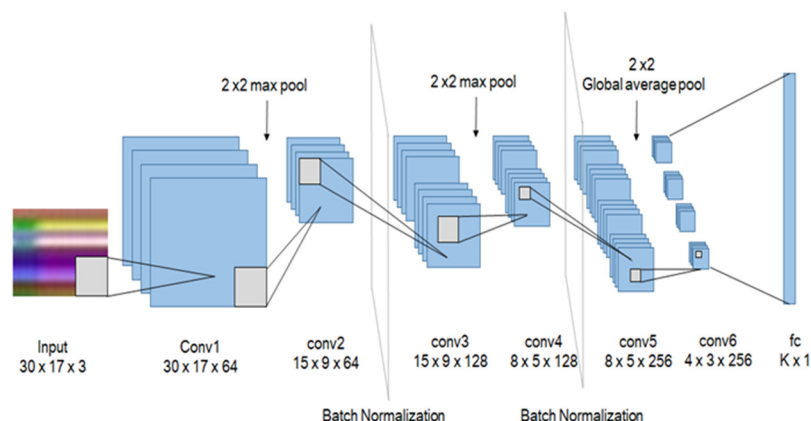 2 x2 max pool
2 x2 max pool
2 x2
Global average pool
Input
30 x 17 x 3
Conv1
30 x 17 x 64
conv2
15 x 9 x 64
conv3
15 x 9 x 128
conv4
8 x 5 x 128
conv5
8 x 5 x 256
conv6
4 x 3 x 256
fc
K x 1
Batch Normalization
Batch Normalization